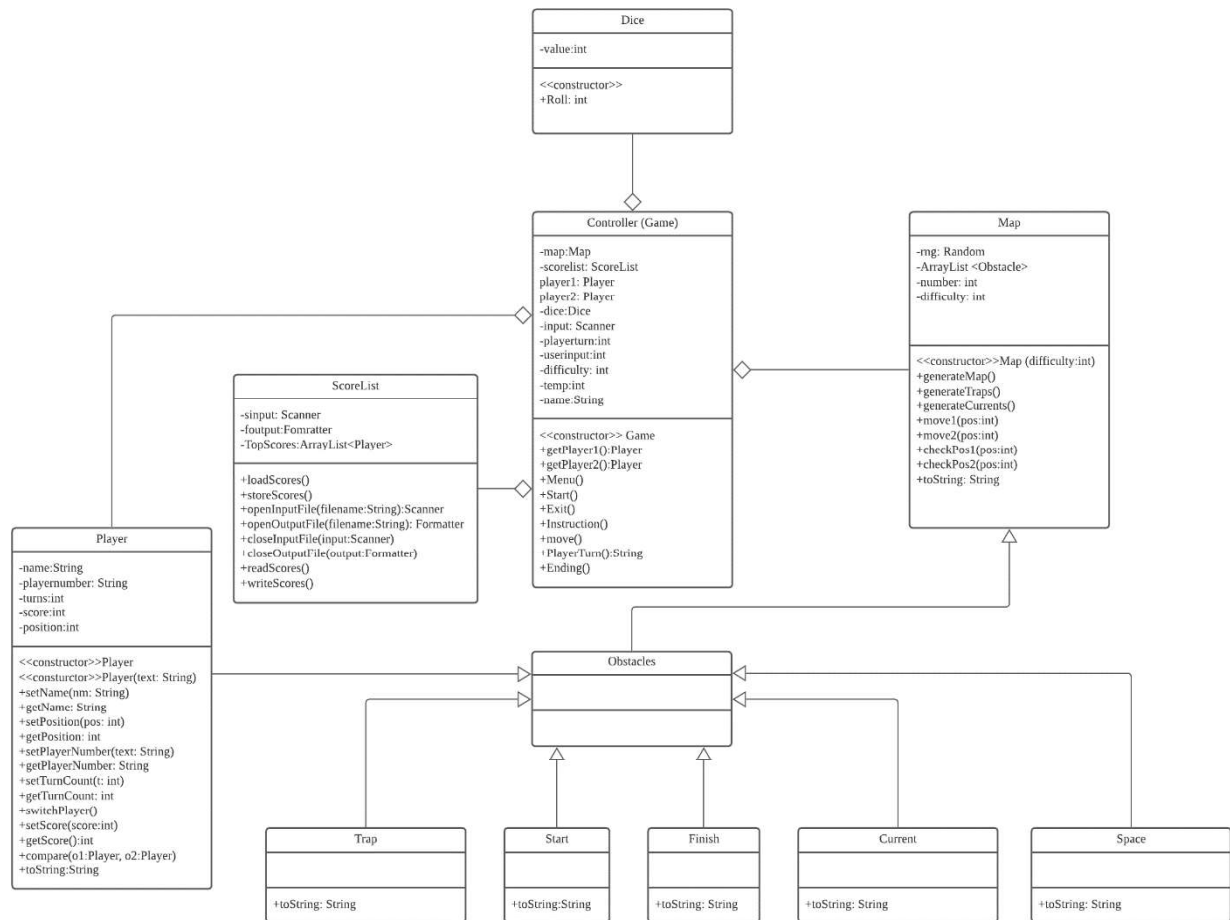 Dice
-value:int
<<constructor>>
+Roll: int
Controller (Game)
-map:Map
-scorelist: ScoreList
player1: Player
player2: Player
-dice:Dice
-input: Scanner
-playerturn:int
-userinput:int
-difficulty: int
-temp:int
-name:String
<<constructor>> Game
+getPlayer1():Player
+getPlayer2():Player
+Menu()
+Start()
+Exit()
+Instruction()
+move()
+PlayerTurn():String
+Ending()
Map
-rng: Random
-ArrayList <Obstacle>
-number: int
-difficulty: int
<<constructor>>Map (difficulty:int)
+generateMap()
+generateTraps()
+generateCurrents()
+move1(pos:int)
+move2(pos:int)
+checkPos1(pos:int)
+checkPos2(pos:int)
+toString: String
ScoreList
-sinput: Scanner
-foutput:Fomratter
-TopScores:ArrayList<Player>
+loadScores()
+storeScores()
+openInputFile(filename:String):Scanner
+openOutputFile(filename:String): Formatter
+closeInputFile(input:Scanner)
+closeOutputFile(output:Formatter)
+readScores()
+writeScores()
Player
-name:String
-playernumber: String
-turns:int
-score:int
-position:int
<<constructor>>Player
<<consturctor>>Player(text: String)
+setName(nm: String)
+getName: String
+setPosition(pos: int)
+getPosition: int
+setPlayerNumber(text: String)
+getPlayerNumber: String
+setTurnCount(t: int)
+getTurnCount: int
+switchPlayer()
+setScore(score:int)
+getScore():int
+compare(o1:Player, o2:Player)
+toString:String
Obstacles
Trap
+toString: String
Start
+toString:String
Finish
+toString: String
Current
+toString: String
Space
+toString: String